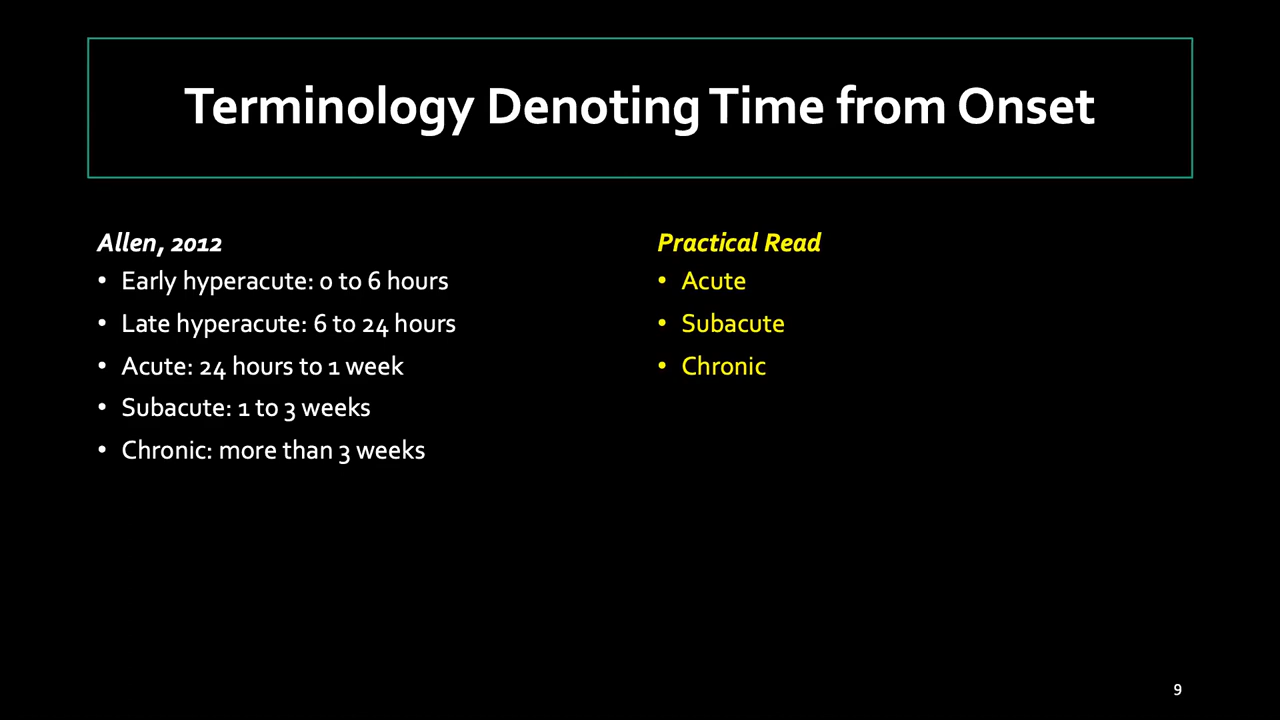 Terminology Denoting Time from Onset
Allen, 2012
• Early hyperacute: 0 to 6 hours
• Late hyperacute: 6 to 24 hours
• Acute: 24 hours to 1 week
• Subacute: 1 to 3 weeks
• Chronic: more than 3 weeks
Practical Read
• Acute
• Subacute
• Chronic
9